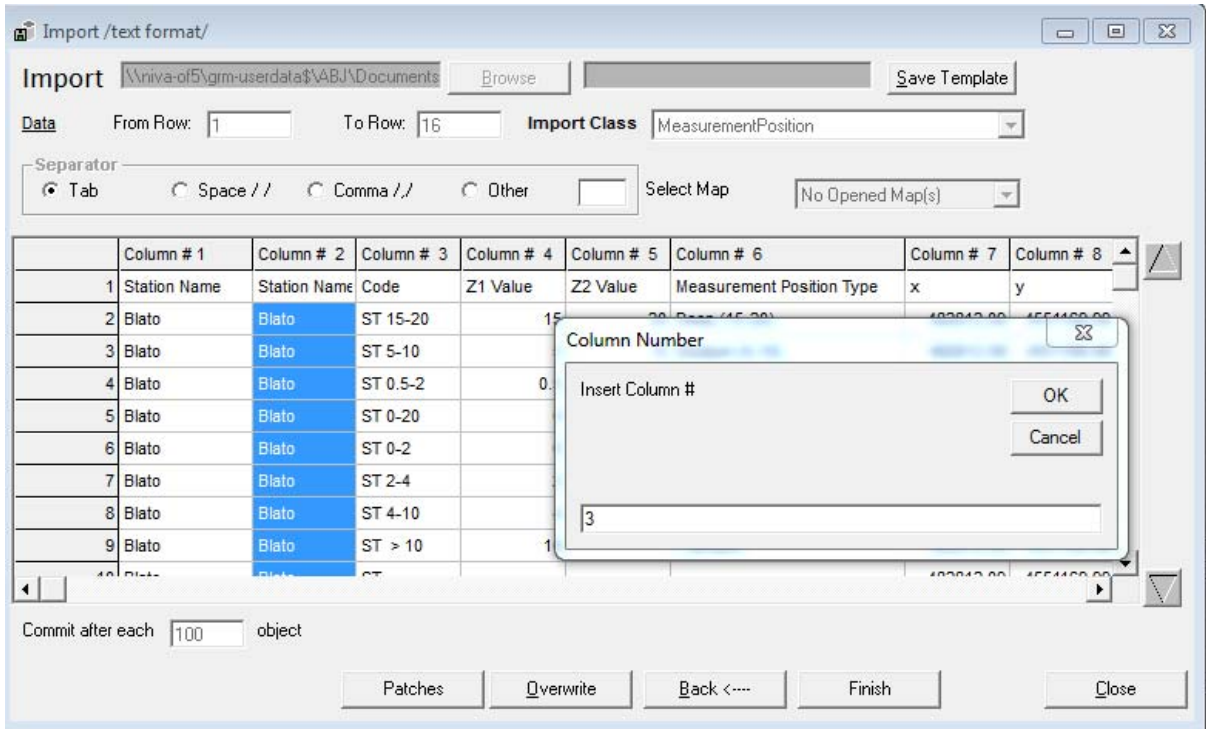 Import /text format/
Import \\niva-of5\grm-userdata$\ABJ\Documents Browse Save Template
Data From Row: 1 To Row: 16 Import Class MeasurementPosition
Separator
Tab Space / / Comma /,/ Other Select Map No Opened Map(s)
Column # 1 Column # 2 Column # 3 Column # 4 Column # 5 Column # 6 Column # 7 Column # 8
1 Station Name Station Name Code Z1 Value Z2 Value Measurement Position Type x y
2 Blato Blato ST 15-20 15
3 Blato Blato ST 5-10
4 Blato Blato ST 0.5-2 0.
5 Blato Blato ST 0-20
6 Blato Blato ST 0-2
7 Blato Blato ST 2-4
8 Blato Blato ST 4-10
9 Blato Blato ST > 10 1
Column Number
Insert Column #
OK
Cancel
3
Commit after each 100 object
Patches Overwrite Back <---- Finish Close